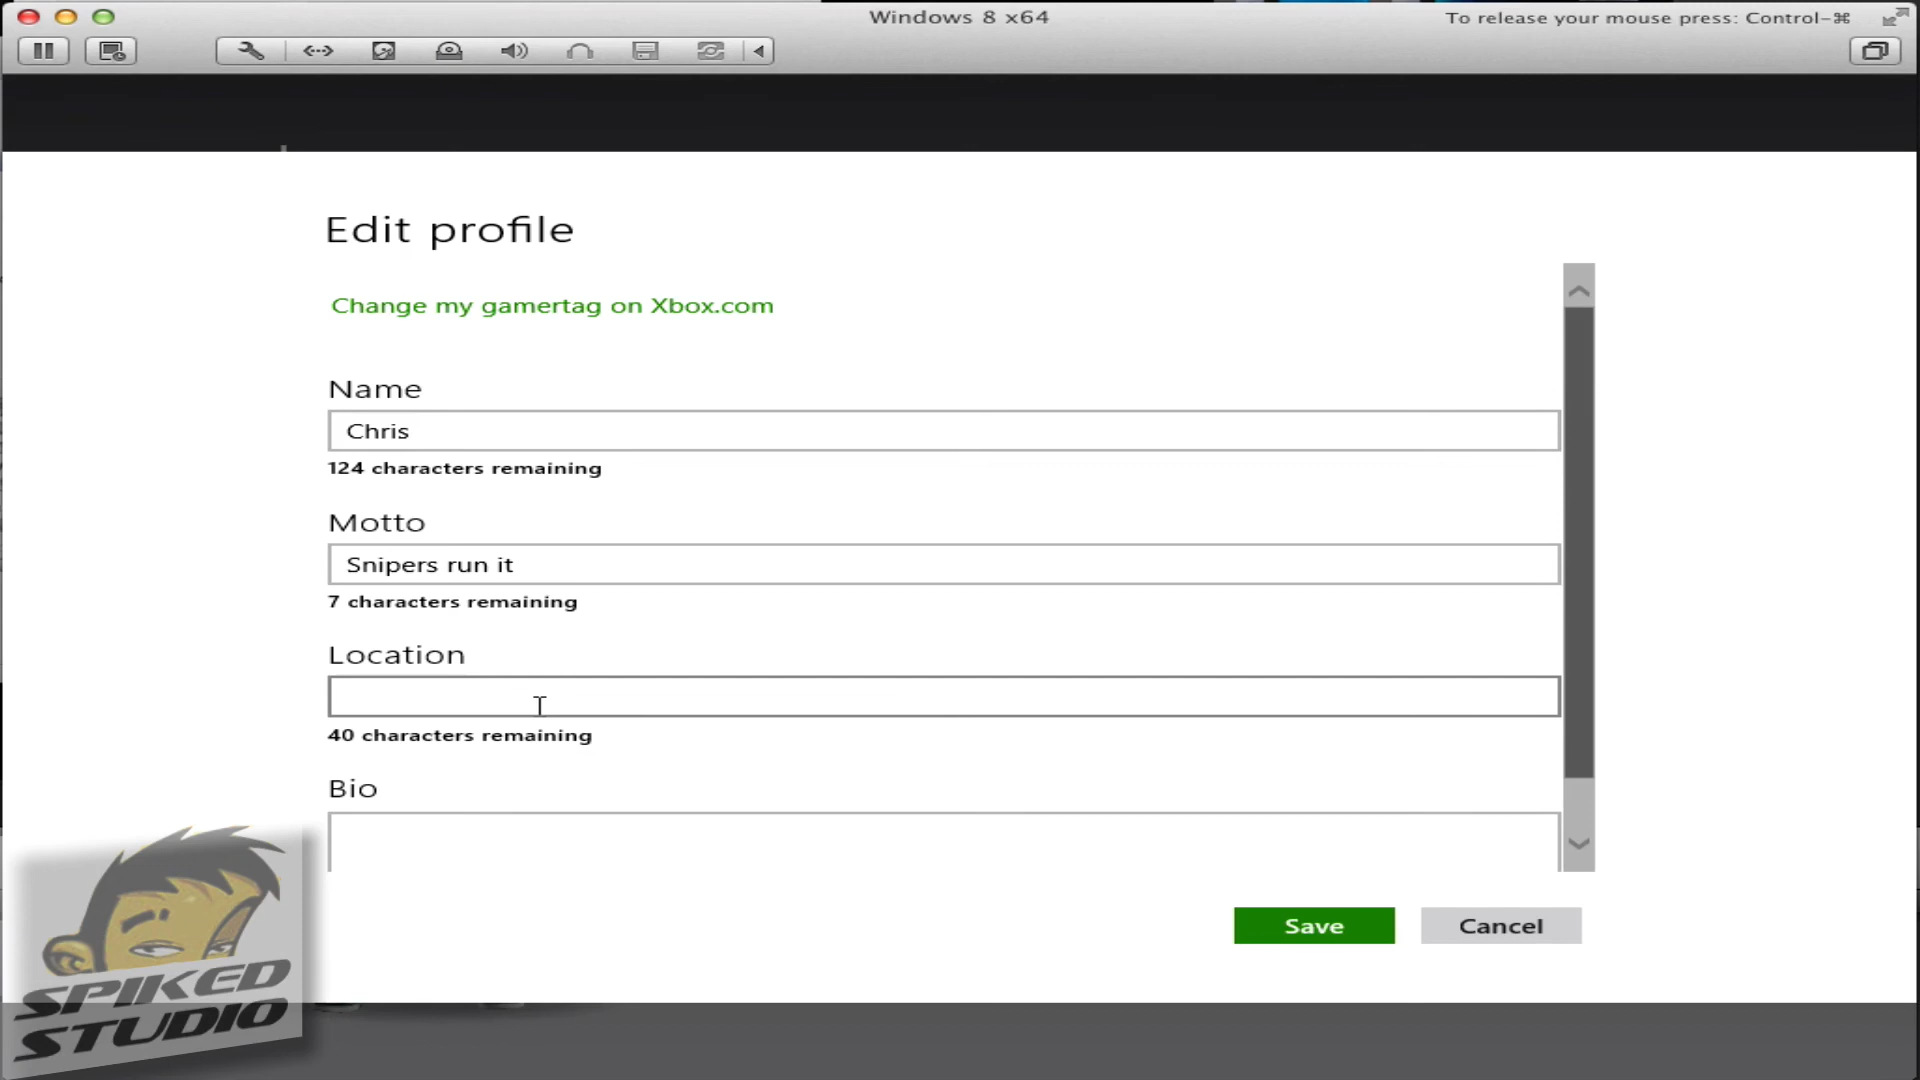 Windows 8 x64
To release your mouse press: Control-⌘
Edit profile
Change my gamertag on Xbox.com
Name
Chris
124 characters remaining
Motto
Snipers run it
7 characters remaining
Location
40 characters remaining
Bio
Save
Cancel
SPIKED
STUDIO